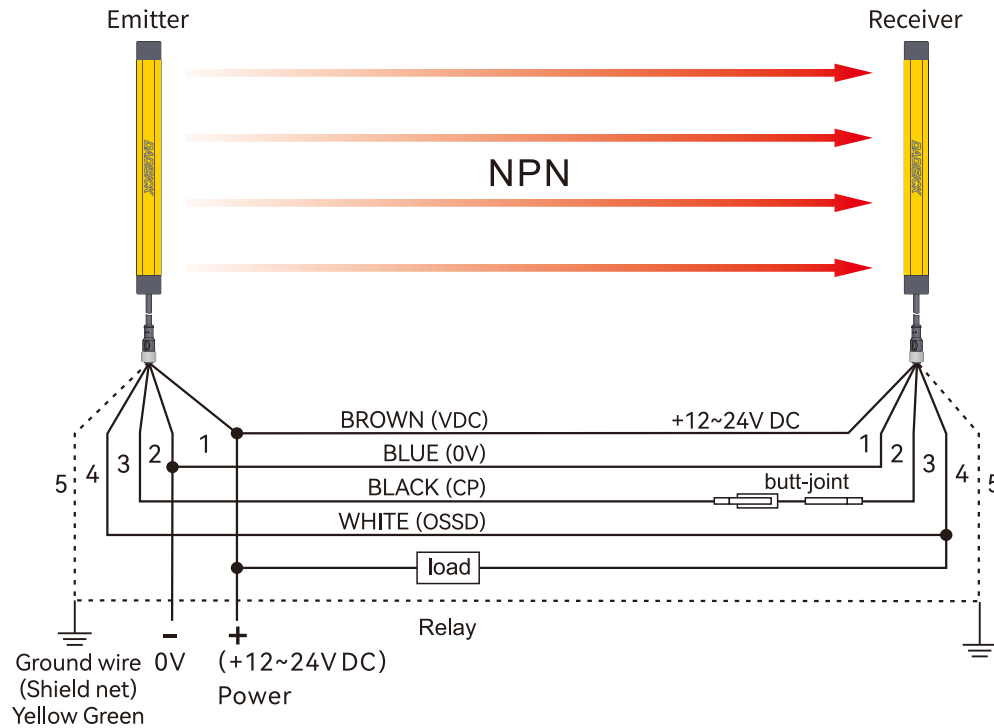 Emitter
Receiver
DADISICK
DADISICK
NPN
BROWN (VDC)
+12~24V DC
BLUE (0V)
BLACK (CP)
butt-joint
WHITE (OSSD)
load
5
4
3
2
1
1
2
3
4
5
Relay
-
+
Ground wire
(Shield net)
Yellow Green
0V
(+12~24V DC)
Power